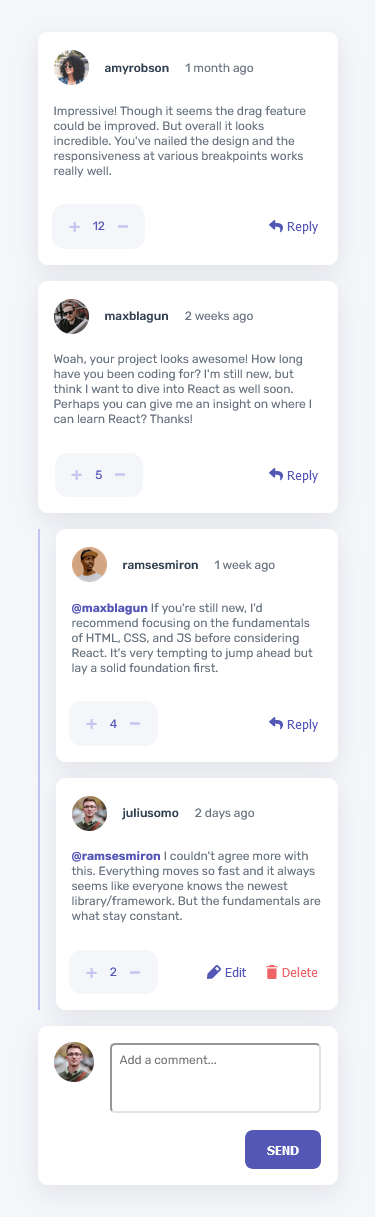 amyrobson 1 month ago
Impressive! Though it seems the drag feature
could be improved. But overall it looks
incredible. You've nailed the design and the
responsiveness at various breakpoints works
really well.
+ 12 − Reply
maxblagun 2 weeks ago
Woah, your project looks awesome! How long
have you been coding for? I'm still new, but
think I want to dive into React as well soon.
Perhaps you can give me an insight on where I
can learn React? Thanks!
+ 5 − Reply
ramsesmiron 1 week ago
@maxblagun If you're still new, I'd
recommend focusing on the fundamentals
of HTML, CSS, and JS before considering
React. It's very tempting to jump ahead but
lay a solid foundation first.
+ 4 − Reply
juliusomo 2 days ago
@ramsesmiron I couldn't agree more with
this. Everything moves so fast and it always
seems like everyone knows the newest
library/framework. But the fundamentals are
what stay constant.
+ 2 − Edit Delete
Add a comment...
SEND